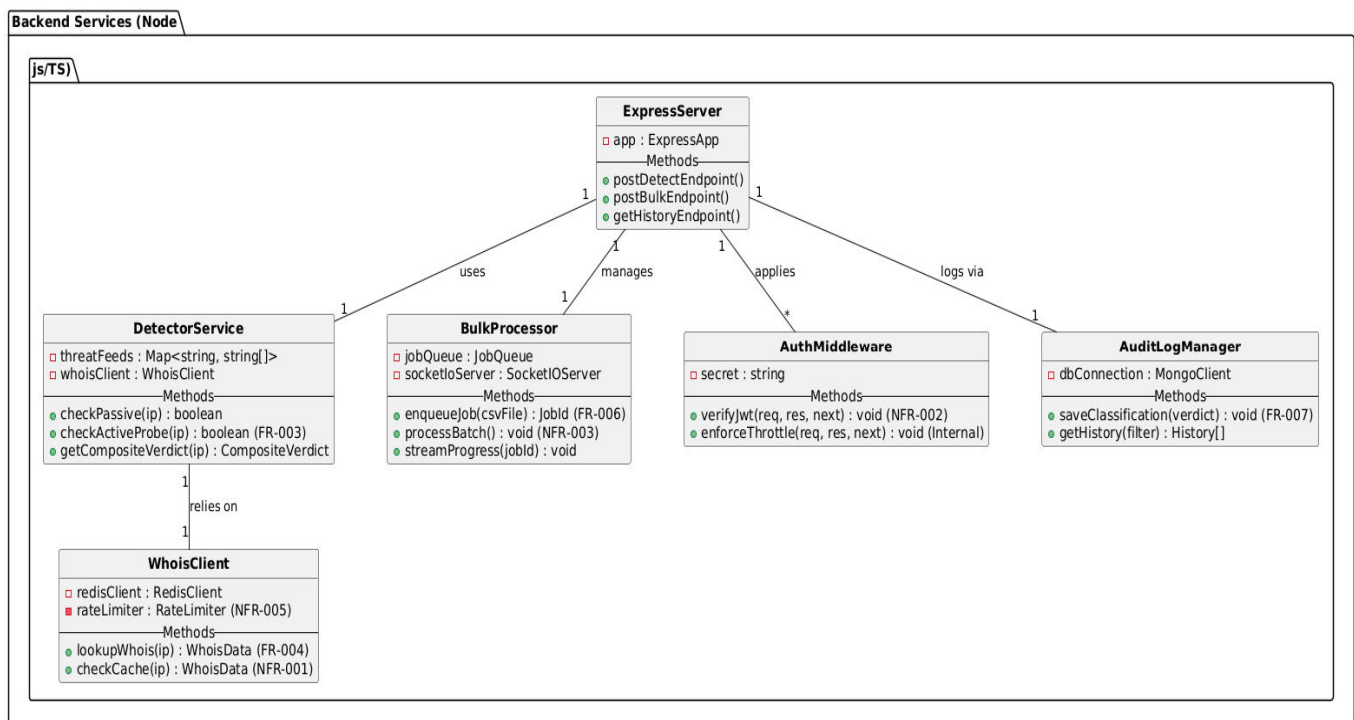 Backend Services (Node
js/TS)
ExpressServer
app : ExpressApp
Methods
postDetectEndpoint()
postBulkEndpoint()
getHistoryEndpoint()
1
1
1
1
uses
manages
applies
logs via
1
1
*
1
DetectorService
threatFeeds : Map<string, string[]>
whoisClient : WhoisClient
Methods
checkPassive(ip) : boolean
checkActiveProbe(ip) : boolean (FR-003)
getCompositeVerdict(ip) : CompositeVerdict
BulkProcessor
jobQueue : JobQueue
socketIoServer : SocketIOServer
Methods
enqueueJob(csvFile) : JobId (FR-006)
processBatch() : void (NFR-003)
streamProgress(jobId) : void
AuthMiddleware
secret : string
Methods
verifyJwt(req, res, next) : void (NFR-002)
enforceThrottle(req, res, next) : void (Internal)
AuditLogManager
dbConnection : MongoClient
Methods
saveClassification(verdict) : void (FR-007)
getHistory(filter) : History[]
1
relies on
1
WhoisClient
redisClient : RedisClient
rateLimiter : RateLimiter (NFR-005)
Methods
lookupWhois(ip) : WhoisData (FR-004)
checkCache(ip) : WhoisData (NFR-001)